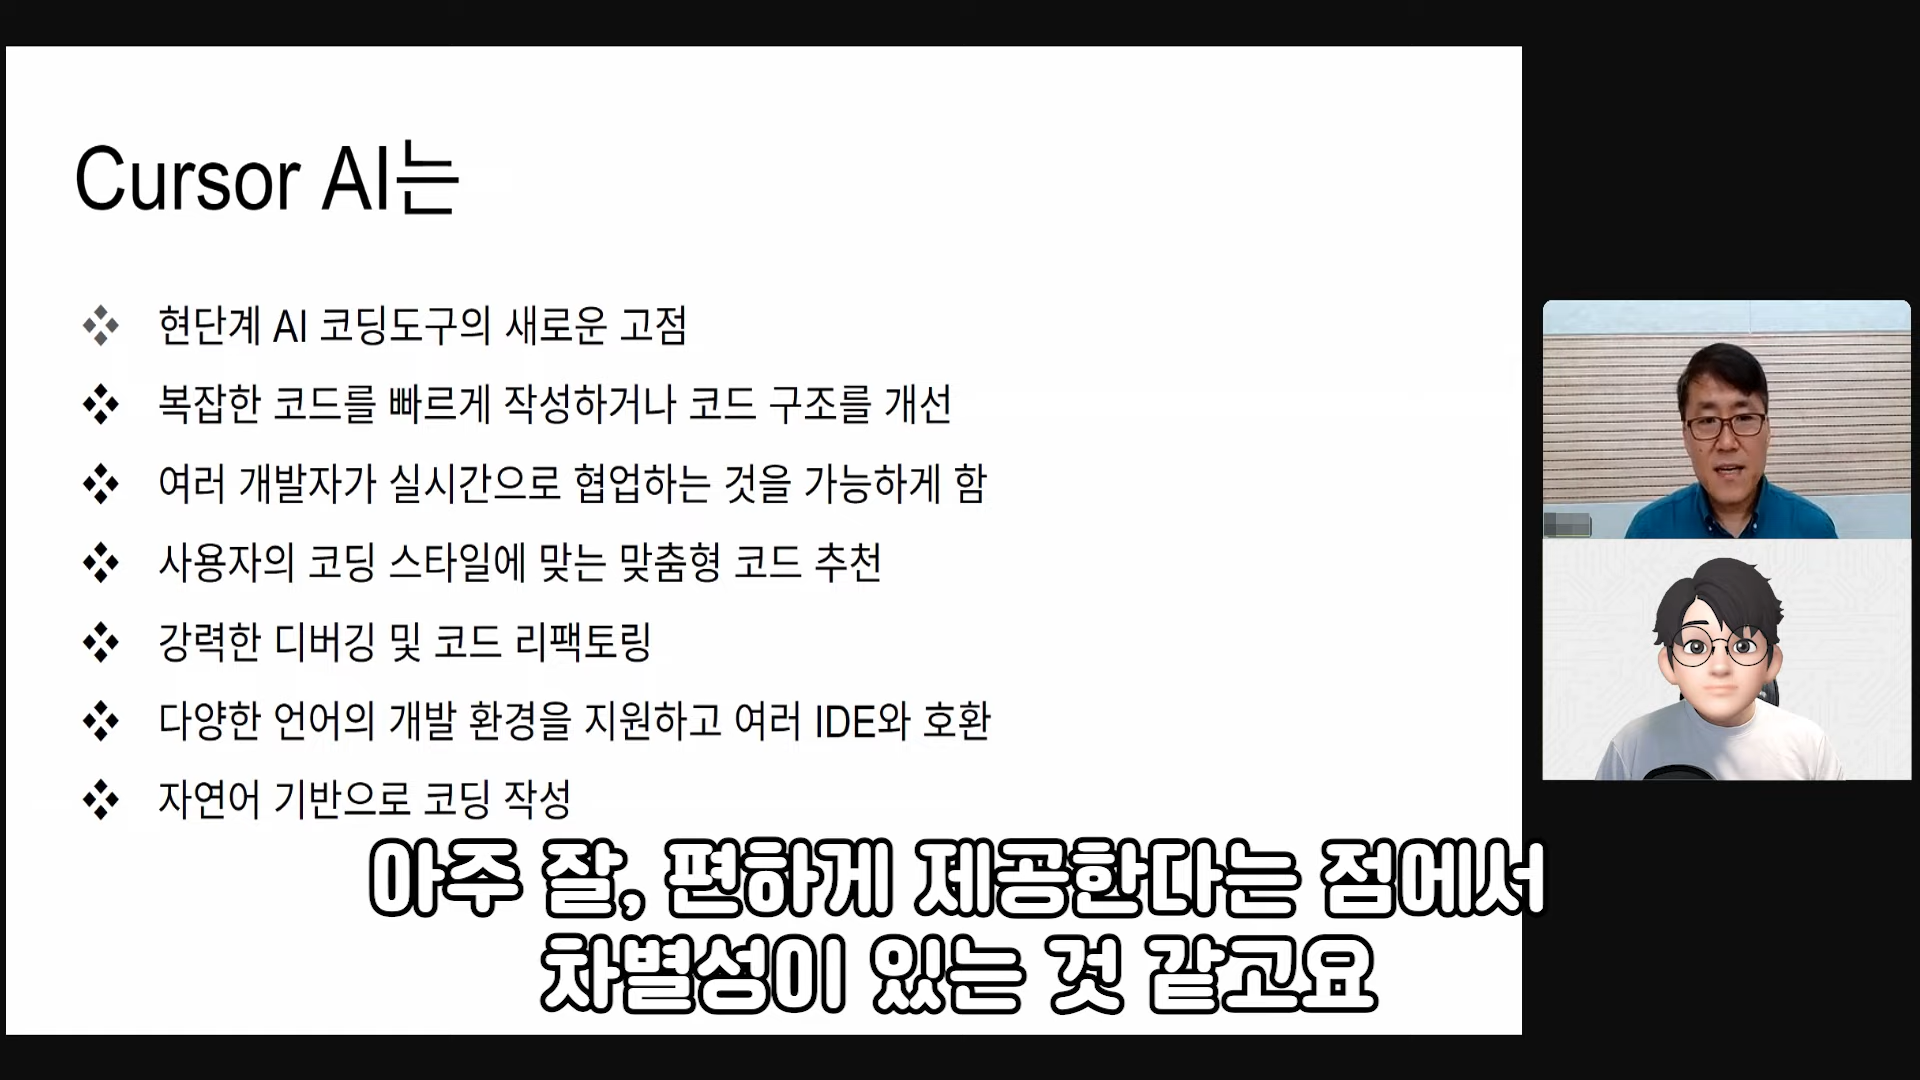 Cursor AI는
현단계 AI 코딩도구의 새로운 고점
복잡한 코드를 빠르게 작성하거나 코드 구조를 개선
여러 개발자가 실시간으로 협업하는 것을 가능하게 함
사용자의 코딩 스타일에 맞는 맞춤형 코드 추천
강력한 디버깅 및 코드 리팩토링
다양한 언어의 개발 환경을 지원하고 여러 IDE와 호환
자연어 기반으로 코딩 작성
아주 잘, 편하게 제공한다는 점에서
차별성이 있는 것 같고요